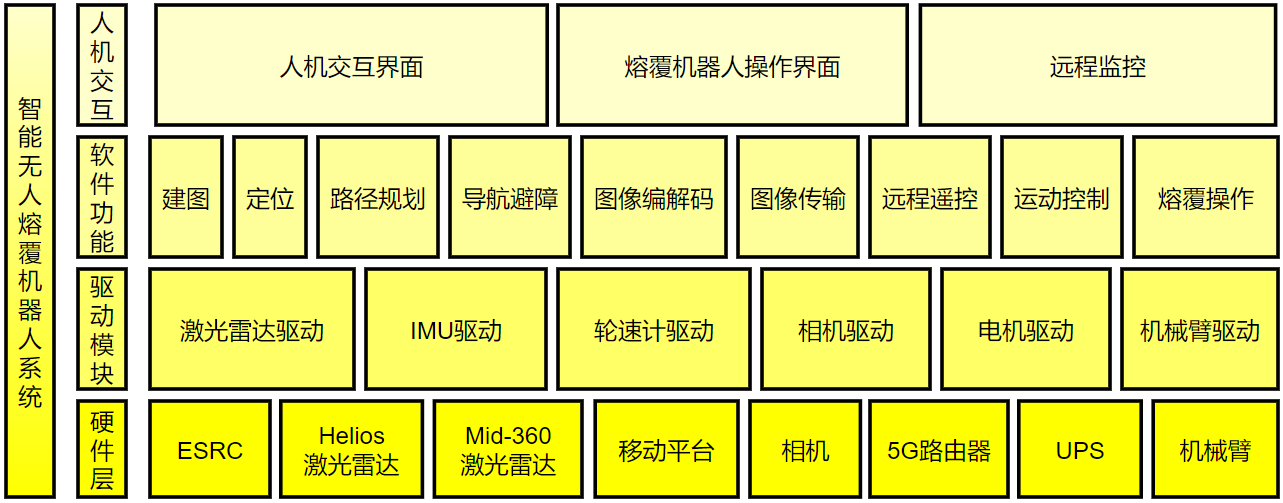 智能无人熔覆机器人系统
人机交互
人机交互界面
熔覆机器人操作界面
远程监控
软件功能
建图
定位
路径规划
导航避障
图像编解码
图像传输
远程遥控
运动控制
熔覆操作
驱动模块
激光雷达驱动
IMU驱动
轮速计驱动
相机驱动
电机驱动
机械臂驱动
硬件层
ESRC
Helios
激光雷达
Mid-360
激光雷达
移动平台
相机
5G路由器
UPS
机械臂